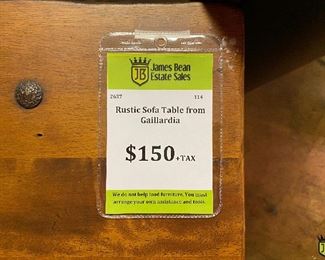 JB
James Bean
Estate Sales
2637 114
Rustic Sofa Table from
Gaillardia
$150 +TAX
We do not help load furniture. You must
arrange your own assistance and tools.